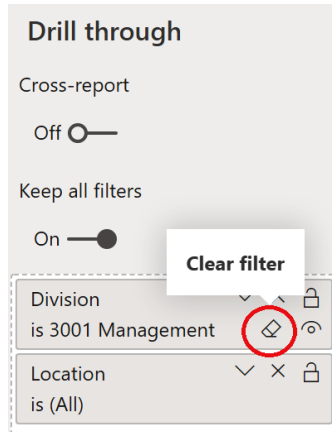 Drill through
Cross-report
Off
Keep all filters
On
Clear filter
Division
is 3001 Management
Location
is (All)